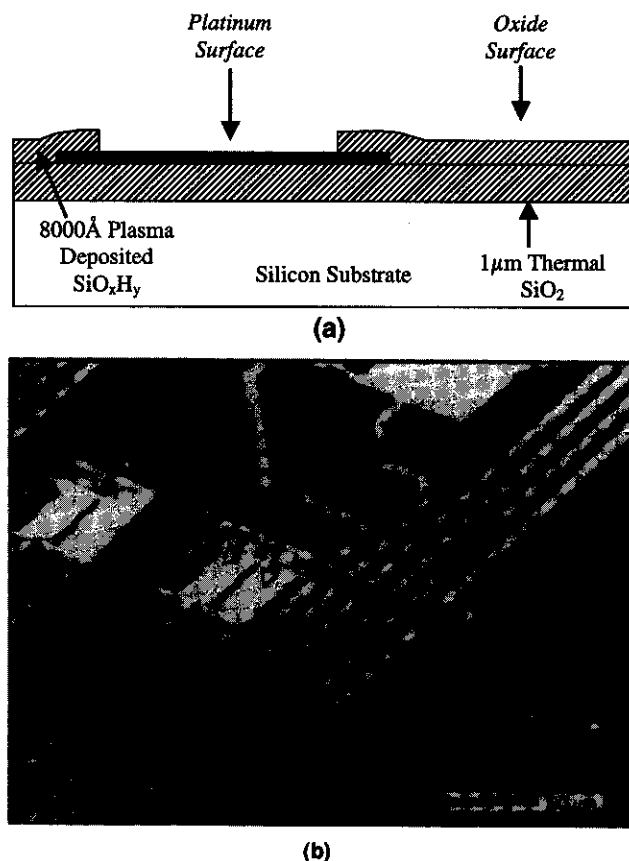 Platinum
Surface
Oxide
Surface
8000Å Plasma
Deposited
SiOxHy
Silicon Substrate
1µm Thermal
SiO2
(a)
(b)